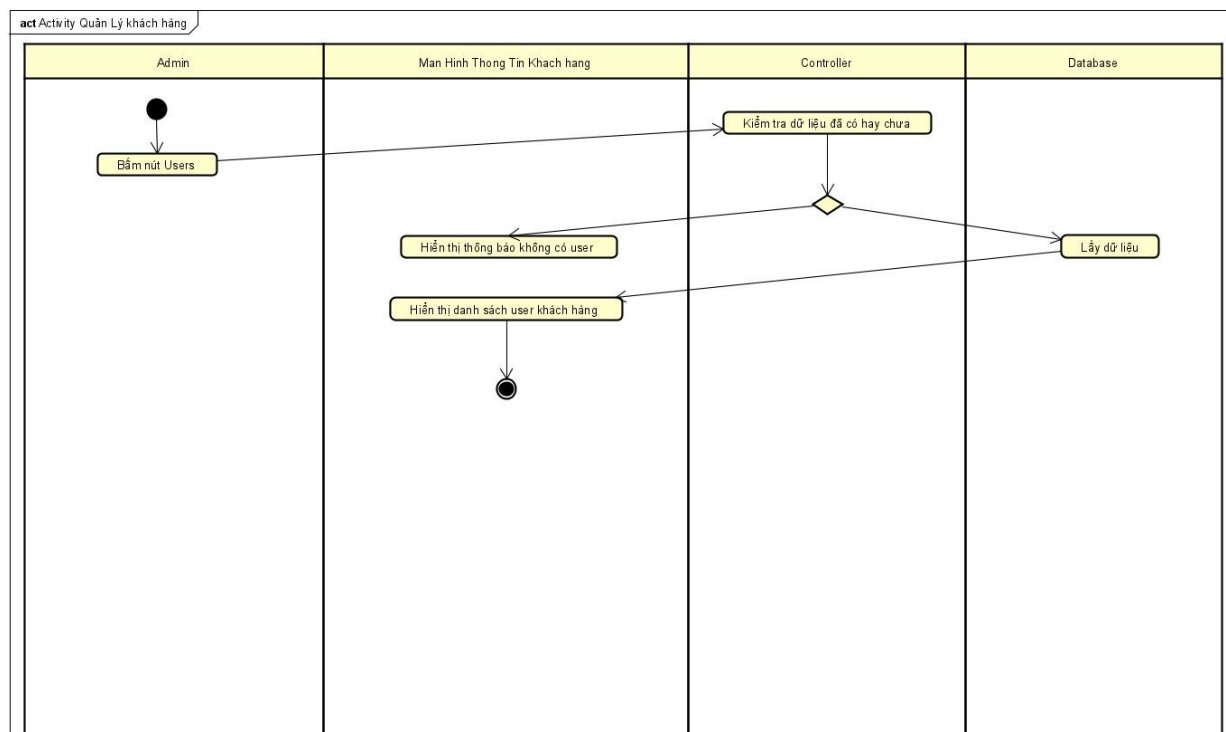 act Activity Quản Lý khách hàng
Admin
Man Hinh Thong Tin Khach hang
Controller
Database
Kiểm tra dữ liệu đã có hay chưa
Bấm nút Users
Hiển thị thông báo không có user
Lấy dữ liệu
Hiển thị danh sách user khách hàng